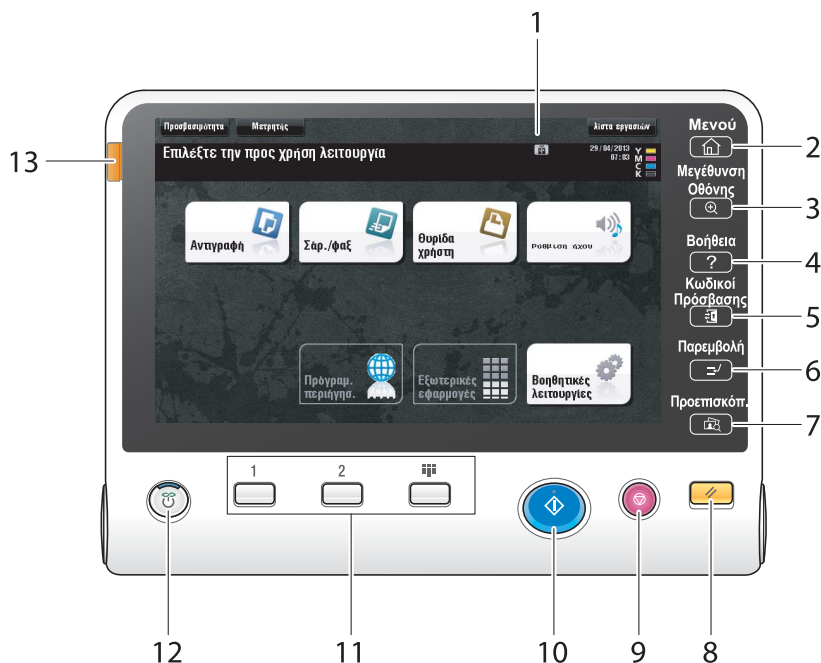 1
Προσβασιμότητα
Μετρητής
λίστα εργασιών
Επιλέξτε την προς χρήση λειτουργία
29/04/2013
07:03
Y
M
C
K
Αντιγραφή
Σάρ./φαξ
Θυρίδα
χρήστη
Ρύθμιση ήχου
Πρόγραμ.
περιήγησ.
Εξωτερικές
εφαρμογές
Βοηθητικές
λειτουργίες
Μενού
2
Μεγέθυνση
Οθόνης
3
Βοήθεια
?
4
Κωδικοί
Πρόσβασης
5
Παρεμβολή
6
Προεπισκόπ.
7
13
1
2
12
11
10
9
8